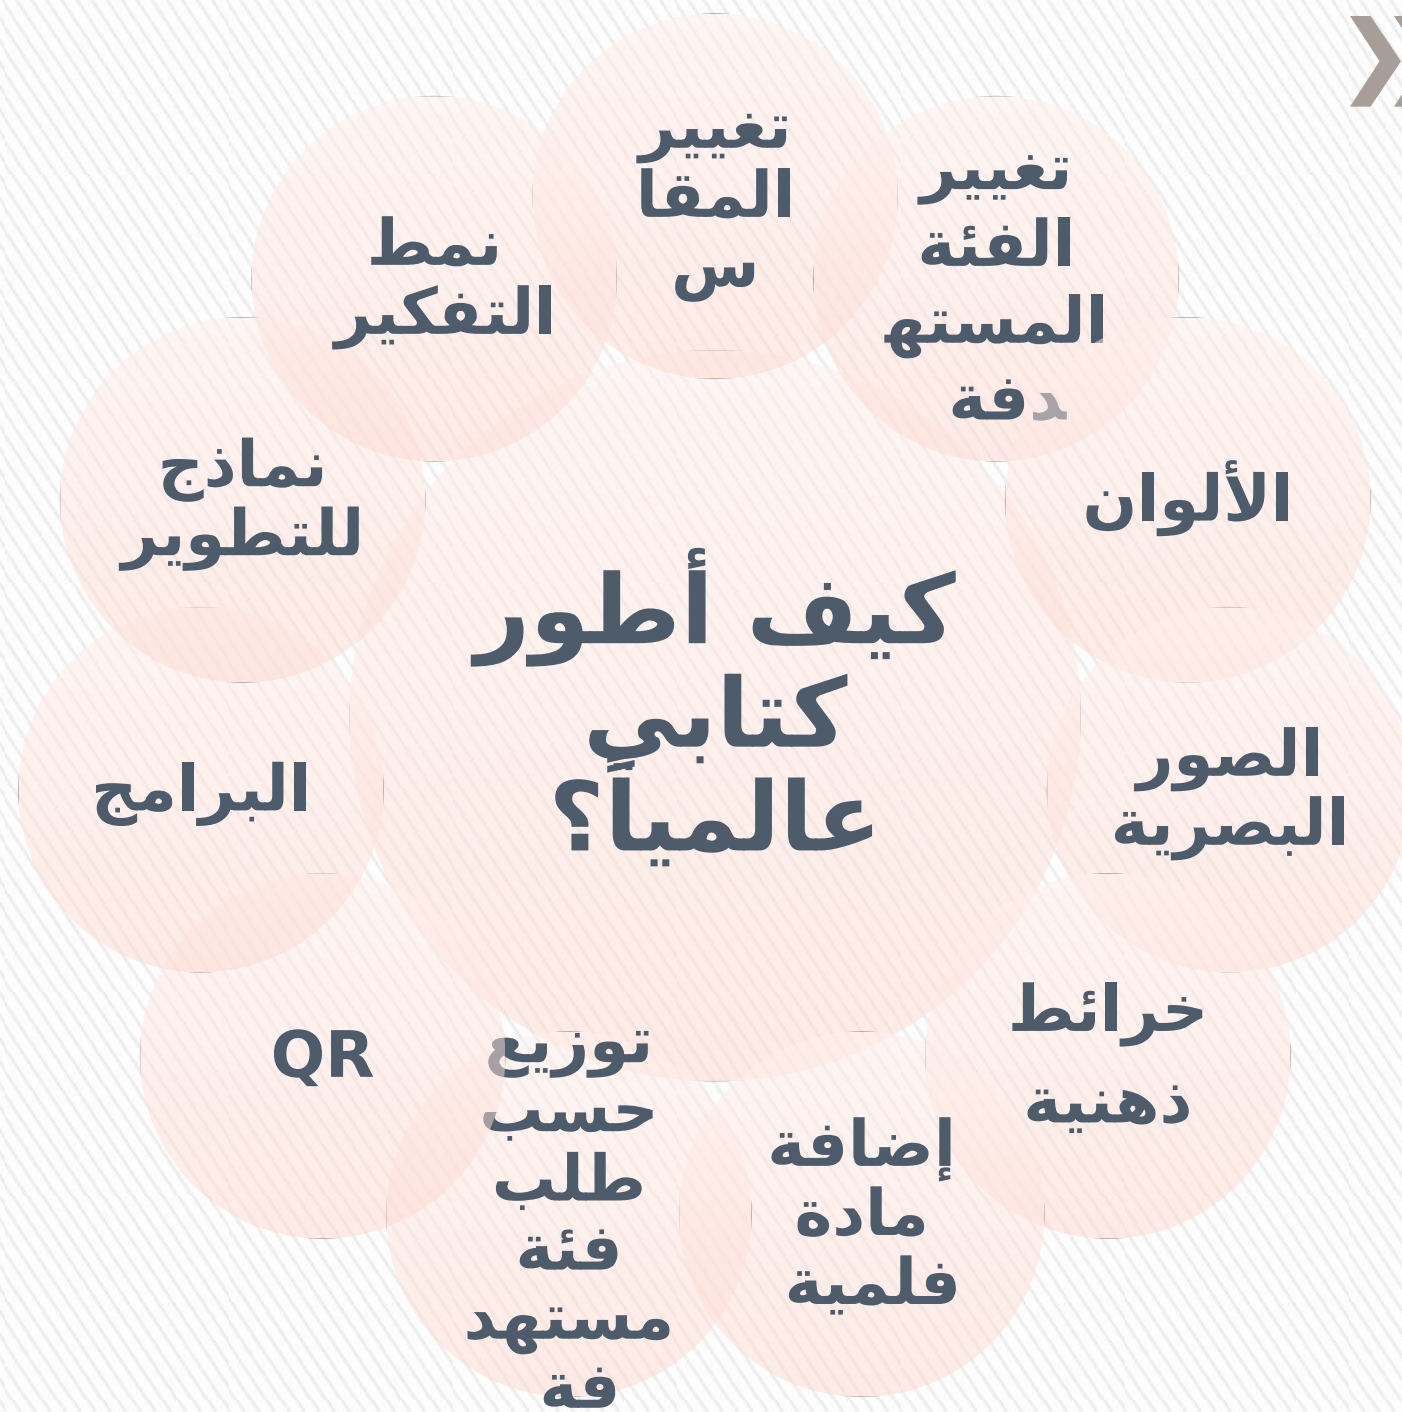 تغيير
المقا
س
تغيير
الفئة
المسته
دفة
الألوان
الصور
البصرية
خرائط
ذهنية
إضافة
مادة
فلمية
توزيع
حسب
طلب
فئة
مستهد
فة
QR
البرامج
نماذج
للتطوير
نمط
التفكير
كيف أطور
كتابي
عالمياً؟